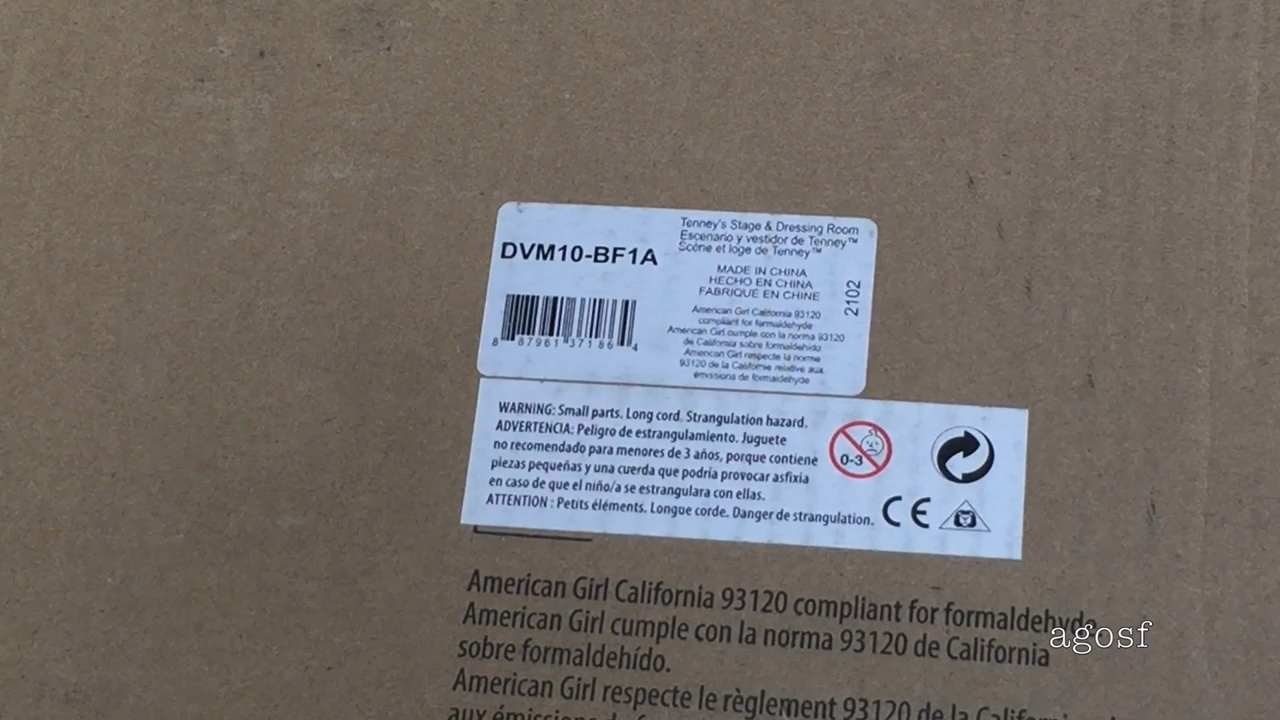 DVM10-BF1A
8 87961 37186 4
Tenney's Stage & Dressing Room
Escenario y vestidor de Tenney™
Scène et loge de Tenney™
MADE IN CHINA
HECHO EN CHINA
FABRIQUÉ EN CHINE
2102
American Girl California 93120
compliant for formaldehyde
American Girl cumple con la norma 93120
de California sobre formaldehído
American Girl respecte la norme
93120 de la Californie relative aux
émissions de formaldehyde
WARNING: Small parts. Long cord. Strangulation hazard.
ADVERTENCIA: Peligro de estrangulamiento. Juguete
no recomendado para menores de 3 años, porque contiene
piezas pequeñas y una cuerda que podría provocar asfixia
en caso de que el niño/a se estrangulara con ellas.
ATTENTION : Petits éléments. Longue corde. Danger de strangulation.
0-3
CE
American Girl California 93120 compliant for formaldehyde.
American Girl cumple con la norma 93120 de California
sobre formaldehído.
American Girl respecte le règlement 93120 de la
aux émissions
agosf